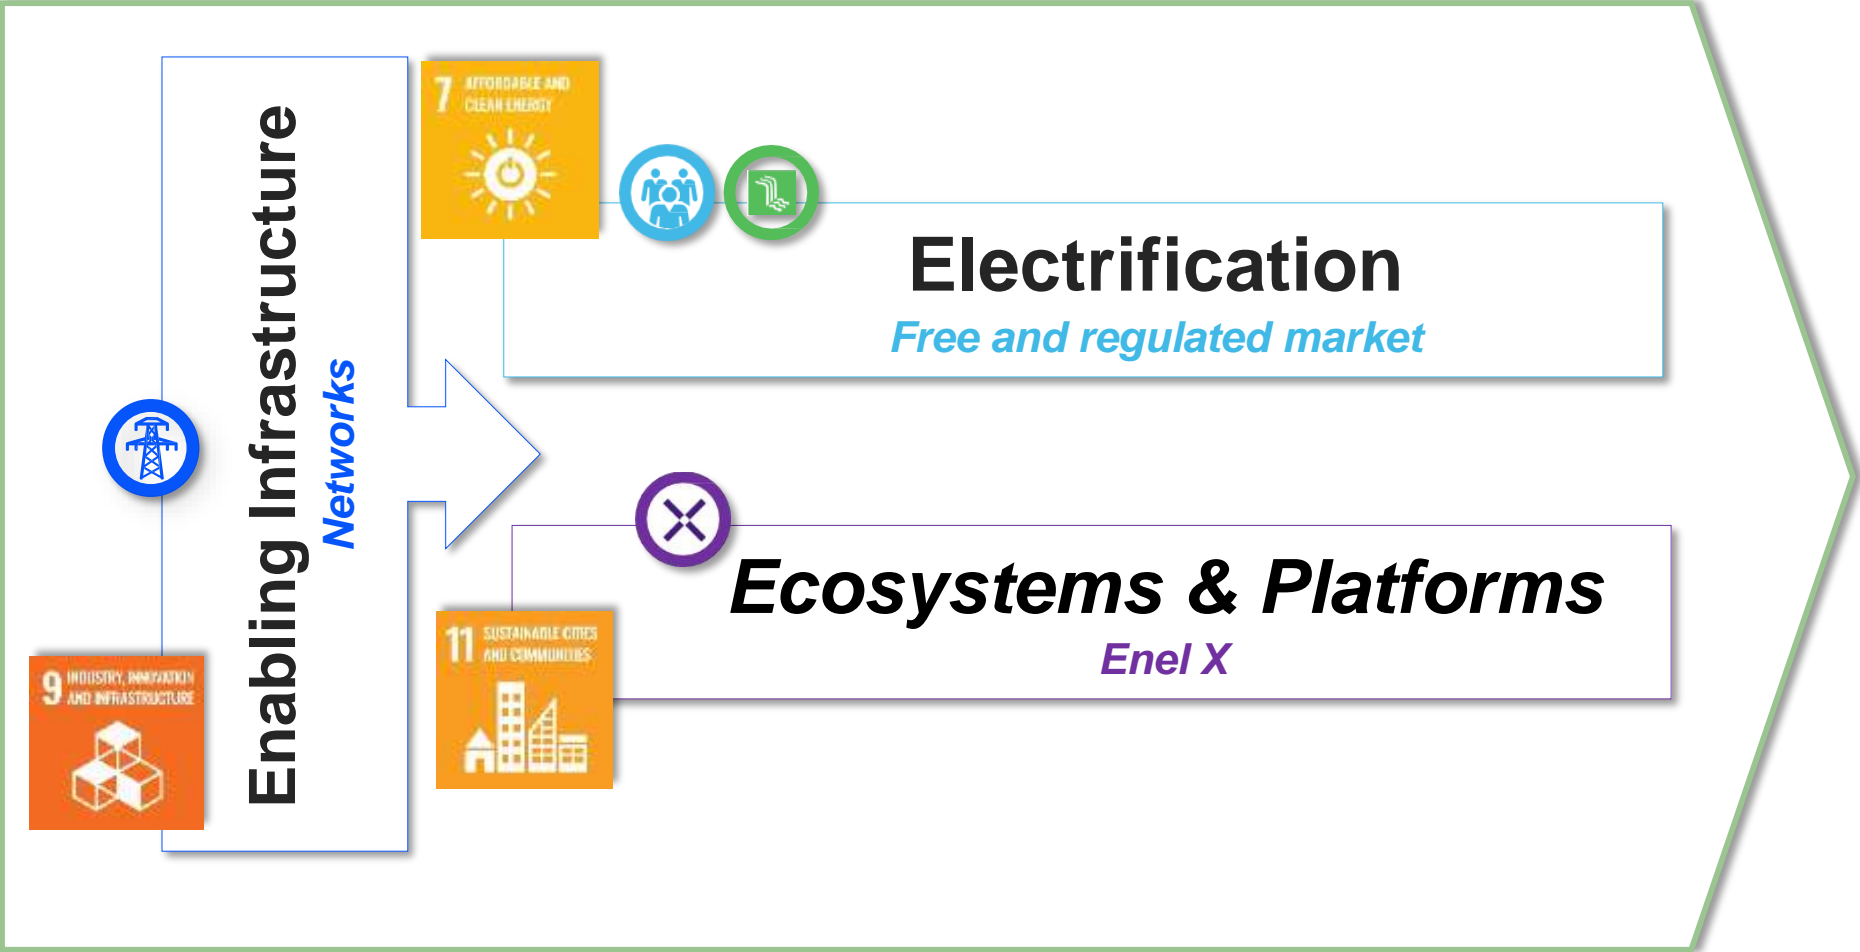 Enabling Infrastructure
Networks
9 INDUSTRY, INNOVATION
AND INFRASTRUCTURE
7 AFFORDABLE AND
CLEAN ENERGY
Electrification
Free and regulated market
Ecosystems & Platforms
Enel X
11 SUSTAINABLE CITIES
AND COMMUNITIES